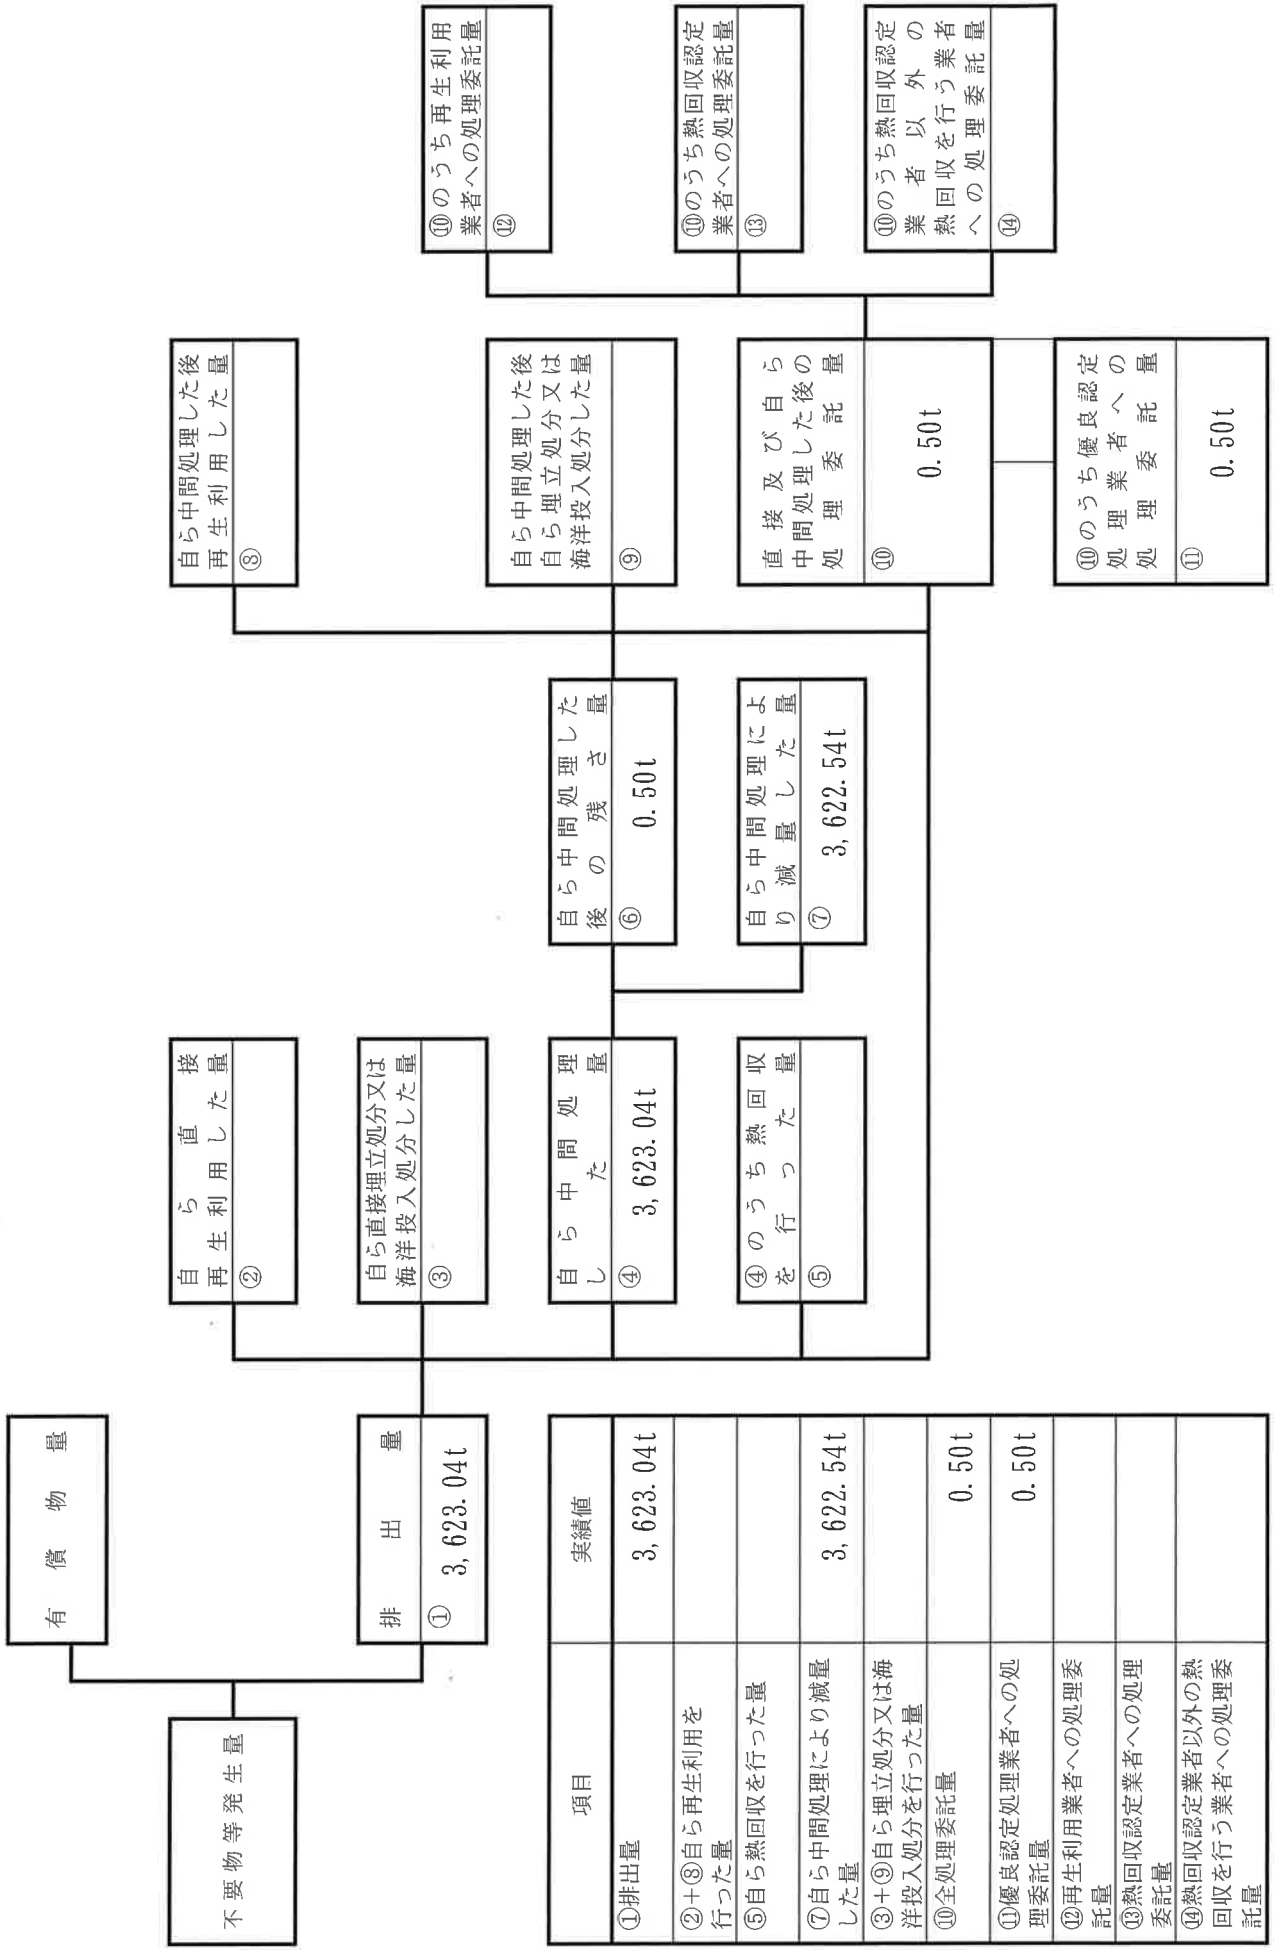 不要物等発生量
有償物量
排出量
① 3,623.04t
自ら直接
再生利用した量
②
自ら直接埋立処分又は
海洋投入処分した量
③
自ら中間処理
した量
④ 3,623.04t
④のうち熱回収
を行った量
⑤
自ら中間処理した
後の残さ量
⑥ 0.50t
自ら中間処理によ
り減量した量
⑦ 3,622.54t
自ら中間処理した後
再生利用した量
⑧
自ら中間処理した後
自ら埋立処分又は
海洋投入処分した量
⑨
直接及び自ら
中間処理した後の
処理委託量
⑩ 0.50t
⑩のうち優良認定
処理業者への
処理委託量
⑪ 0.50t
⑩のうち再生利用
業者への処理委託量
⑫
⑩のうち熱回収認定
業者への処理委託量
⑬
⑩のうち熱回収認定
業者以外の
熱回収を行う業者
への処理委託量
⑭
項目 実績値
①排出量 3,623.04t
②+⑧自ら再生利用を
行った量
⑤自ら熱回収を行った量
⑦自ら中間処理により減量
した量 3,622.54t
③+⑨自ら埋立処分又は海
洋投入処分を行った量
⑩全処理委託量 0.50t
⑪優良認定処理業者への処
理委託量 0.50t
⑫再生利用業者への処理委
託量
⑬熱回収認定業者への処理
委託量
⑭熱回収認定業者以外の熱
回収を行う業者への処理委
託量